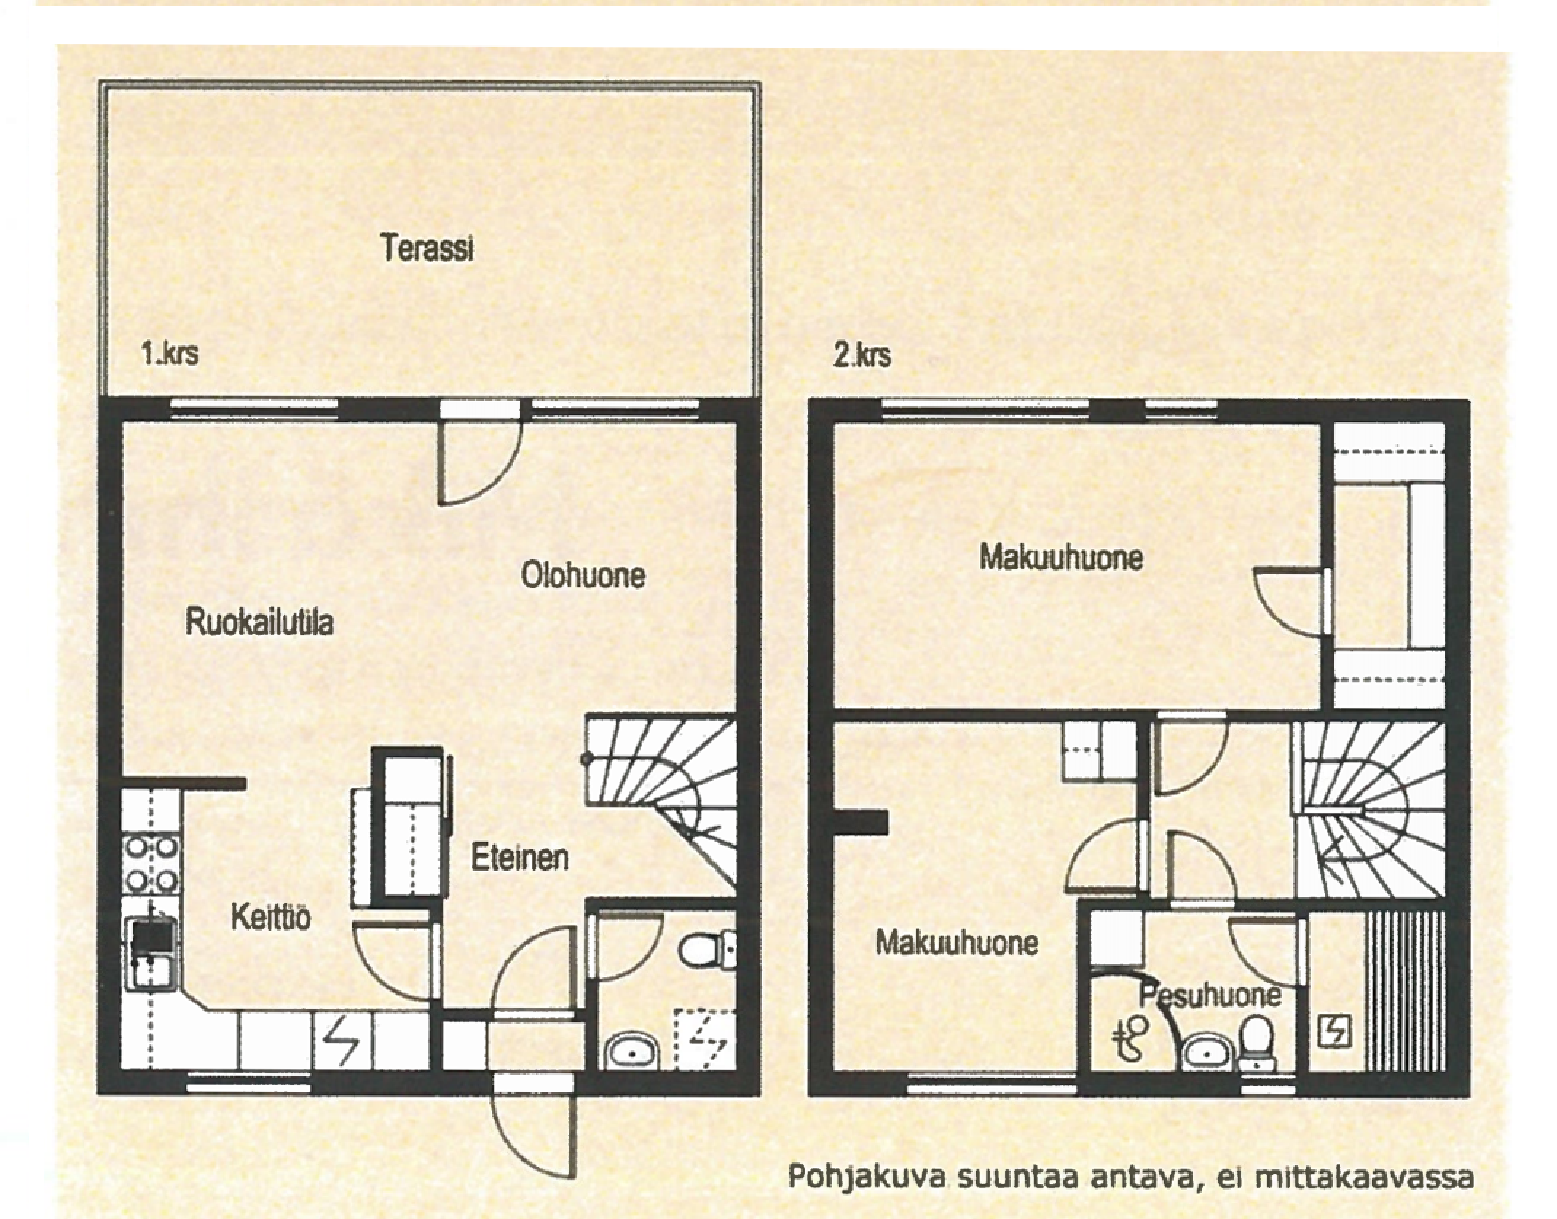 Terassi
1.krs
2.krs
Olohuone
Ruokailutila
Makuuhuone
Eteinen
Keittiö
Makuuhuone
Pesuhuone
Pohjakuva suuntaa antava, ei mittakaavassa